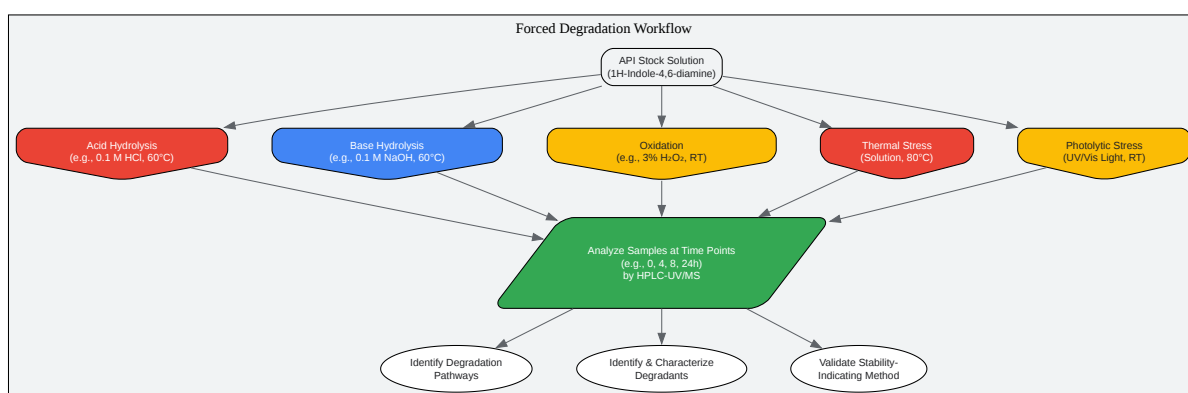 Forced Degradation Workflow
API Stock Solution
(1H-Indole-4,6-diamine)
Acid Hydrolysis
(e.g., 0.1 M HCl, 60°C)
Base Hydrolysis
(e.g., 0.1 M NaOH, 60°C)
Oxidation
(e.g., 3% H₂O₂, RT)
Thermal Stress
(Solution, 80°C)
Photolytic Stress
(UV/Vis Light, RT)
Analyze Samples at Time Points
(e.g., 0, 4, 8, 24h)
by HPLC-UV/MS
Identify Degradation
Pathways
Identify & Characterize
Degradants
Validate Stability-
Indicating Method